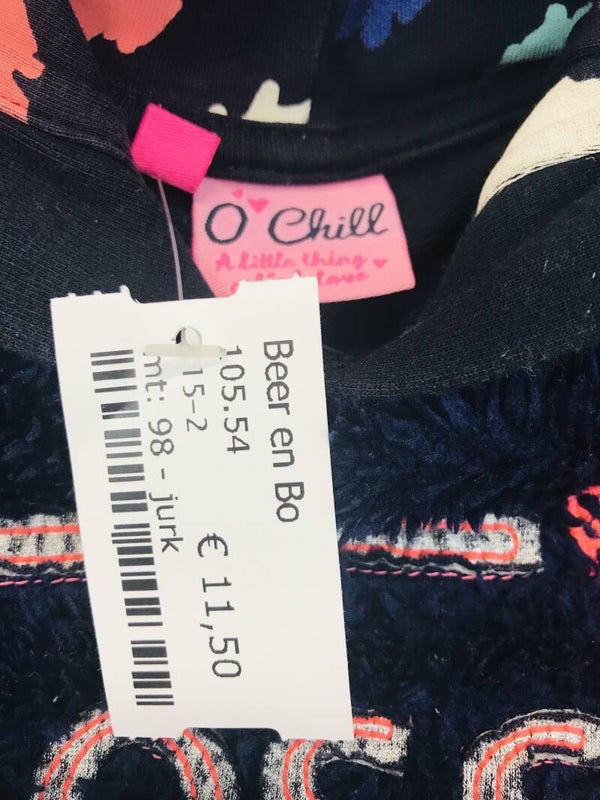 O' Chill
A little thing
Beer en Bo
105.54
15-2
€ 11,50
mt: 98 - jurk